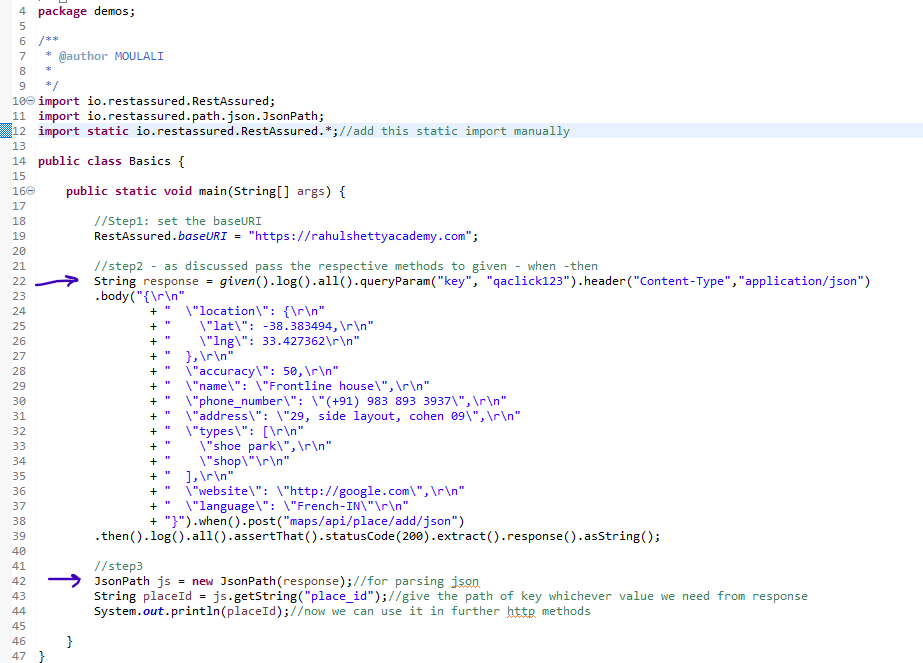 4 package demos;
5
6 /**
7  * @author MOULALI
8  *
9  */
10 import io.restassured.RestAssured;
11 import io.restassured.path.json.JsonPath;
12 import static io.restassured.RestAssured.*;//add this static import manually
13
14 public class Basics {
15
16     public static void main(String[] args) {
17
18         //Step1: set the baseURI
19         RestAssured.baseURI = "https://rahulshettyacademy.com";
20
21         //step2 - as discussed pass the respective methods to given - when -then
22         String response = given().log().all().queryParam("key", "qaclick123").header("Content-Type","application/json")
23         .body("{\r\n"
24                 + "  \"location\": {\r\n"
25                 + "    \"lat\": -38.383494,\r\n"
26                 + "    \"lng\": 33.427362\r\n"
27                 + "  },\r\n"
28                 + "  \"accuracy\": 50,\r\n"
29                 + "  \"name\": \"Frontline house\",\r\n"
30                 + "  \"phone_number\": \"(+91) 983 893 3937\",\r\n"
31                 + "  \"address\": \"29, side layout, cohen 09\",\r\n"
32                 + "  \"types\": [\r\n"
33                 + "    \"shoe park\",\r\n"
34                 + "    \"shop\"\r\n"
35                 + "  ],\r\n"
36                 + "  \"website\": \"http://google.com\",\r\n"
37                 + "  \"language\": \"French-IN\"\r\n"
38                 + "}").when().post("maps/api/place/add/json")
39         .then().log().all().assertThat().statusCode(200).extract().response().asString();
40
41         //step3
42         JsonPath js = new JsonPath(response);//for parsing json
43         String placeId = js.getString("place_id");//give the path of key whichever value we need from response
44         System.out.println(placeId);//now we can use it in further http methods
45
46     }
47 }